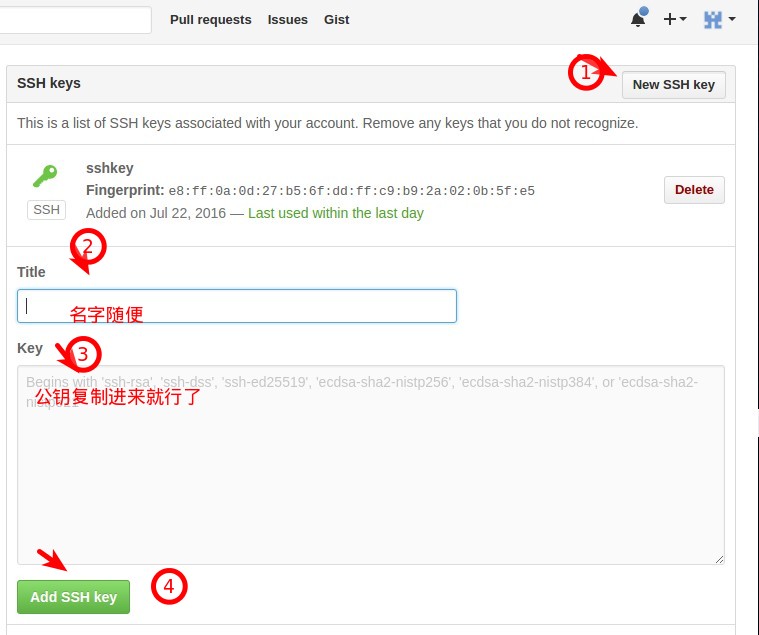 Pull requests Issues Gist
1
SSH keys New SSH key
This is a list of SSH keys associated with your account. Remove any keys that you do not recognize.
sshkey
Fingerprint: e8:ff:0a:0d:27:b5:6f:dd:ff:c9:b9:2a:02:0b:5f:e5
SSH
Added on Jul 22, 2016 — Last used within the last day
Delete
2
Title
名字随便
Key
3
Begins with 'ssh-rsa', 'ssh-dss', 'ssh-ed25519', 'ecdsa-sha2-nistp256', 'ecdsa-sha2-nistp384', or 'ecdsa-sha2-
公钥复制进来就行了
Add SSH key
4